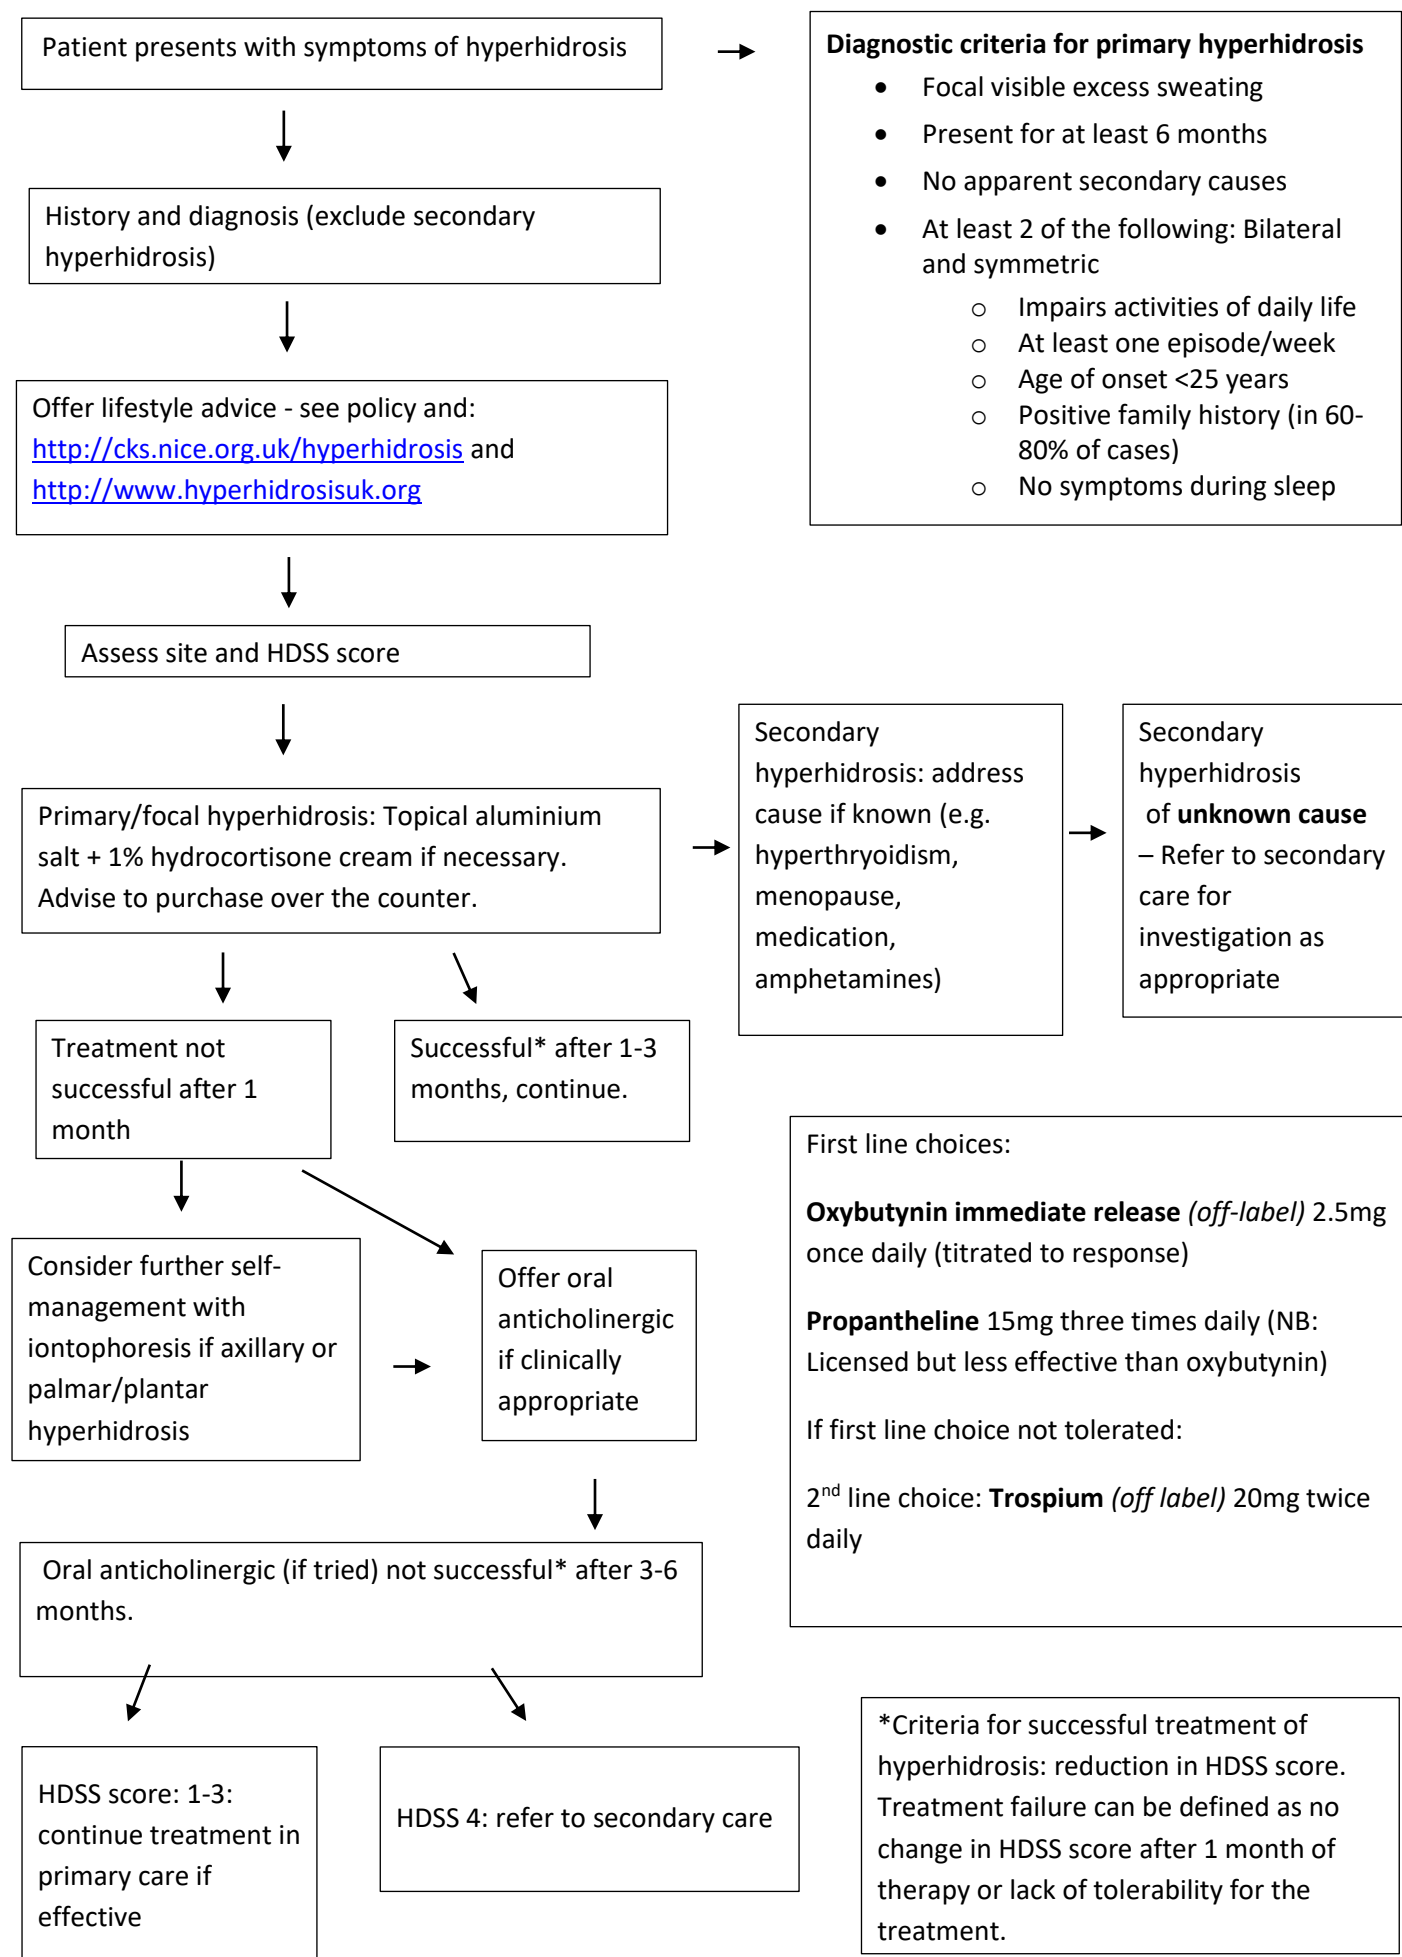 Patient presents with symptoms of hyperhidrosis
Diagnostic criteria for primary hyperhidrosis
• Focal visible excess sweating
• Present for at least 6 months
• No apparent secondary causes
• At least 2 of the following: Bilateral
and symmetric
o Impairs activities of daily life
o At least one episode/week
o Age of onset <25 years
o Positive family history (in 60-
80% of cases)
o No symptoms during sleep
History and diagnosis (exclude secondary
hyperhidrosis)
Offer lifestyle advice - see policy and:
http://cks.nice.org.uk/hyperhidrosis and
http://www.hyperhidrosisuk.org
Assess site and HDSS score
Primary/focal hyperhidrosis: Topical aluminium
salt + 1% hydrocortisone cream if necessary.
Advise to purchase over the counter.
Secondary
hyperhidrosis: address
cause if known (e.g.
hyperthryoidism,
menopause,
medication,
amphetamines)
Secondary
hyperhidrosis
of unknown cause
– Refer to secondary
care for
investigation as
appropriate
Treatment not
successful after 1
month
Successful* after 1-3
months, continue.
Consider further self-
management with
iontophoresis if axillary or
palmar/plantar
hyperhidrosis
Offer oral
anticholinergic
if clinically
appropriate
First line choices:
Oxybutynin immediate release (off-label) 2.5mg
once daily (titrated to response)
Propantheline 15mg three times daily (NB:
Licensed but less effective than oxybutynin)
If first line choice not tolerated:
2nd line choice: Trospium (off label) 20mg twice
daily
Oral anticholinergic (if tried) not successful* after 3-6
months.
HDSS score: 1-3:
continue treatment in
primary care if
effective
HDSS 4: refer to secondary care
*Criteria for successful treatment of
hyperhidrosis: reduction in HDSS score.
Treatment failure can be defined as no
change in HDSS score after 1 month of
therapy or lack of tolerability for the
treatment.